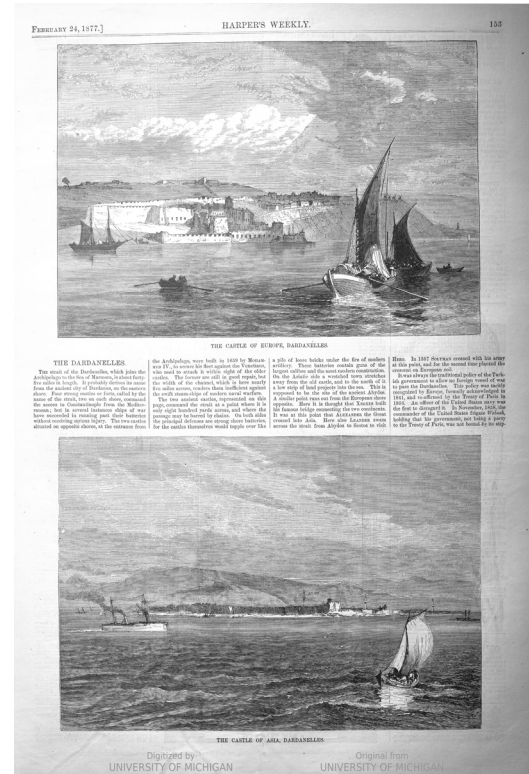 FEBRUARY 24, 1877.]
HARPER'S WEEKLY.
153
THE CASTLE OF EUROPE, DARDANELLES.
THE DARDANELLES.
THE strait of the Dardanelles, which joins the
Archipelago to the Sea of Marmora, is about forty-
five miles in length. It probably derives its name
from the ancient city of Dardanus, on the eastern
shore. Four strong castles or forts, called by the
name of the strait, two on each shore, command
the access to Constantinople from the Mediter-
ranean; but in several instances ships of war
have succeeded in running past their batteries
without receiving serious injury. The two castles
situated on opposite shores, at the entrance from
the Archipelago, were built in 1659 by MOHAM-
MED IV., to secure his fleet against the Venetians,
who used to attack it within sight of the older
castles. The former are still in good repair, but
the width of the channel, which is here nearly
five miles across, renders them inefficient against
the swift steam-ships of modern naval warfare.
The two ancient castles, represented on this
page, command the strait at a point where it is
only eight hundred yards across, and where the
passage may be barred by chains. On both sides
the principal defenses are strong shore batteries,
for the castles themselves would topple over like
a pile of loose bricks under the fire of modern
artillery. These batteries contain guns of the
largest calibre and the most modern construction.
On the Asiatic side a wretched town stretches
away from the old castle, and to the north of it
a low strip of land projects into the sea. This is
supposed to be the site of the ancient Abydos.
A similar point runs out from the European shore
opposite. Here it is thought that XERXES built
his famous bridge connecting the two continents.
It was at this point that ALEXANDER the Great
crossed into Asia. Here also LEANDER swam
across the strait from Abydos to Sestos to visit
HERO. In 1357 SOLYMAN crossed with his army
at this point, and for the second time planted the
crescent on European soil.
It was always the traditional policy of the Turk-
ish government to allow no foreign vessel of war
to pass the Dardanelles. This policy was tacitly
recognized by Europe, formally acknowledged in
1841, and re-affirmed by the Treaty of Paris in
1856. An officer of the United States navy was
the first to disregard it. In November, 1858, the
commander of the United States frigate Wabash,
holding that his government, not being a party
to the Treaty of Paris, was not bound by its stip-
THE CASTLE OF ASIA, DARDANELLES.
Digitized by
UNIVERSITY OF MICHIGAN
Original from
UNIVERSITY OF MICHIGAN